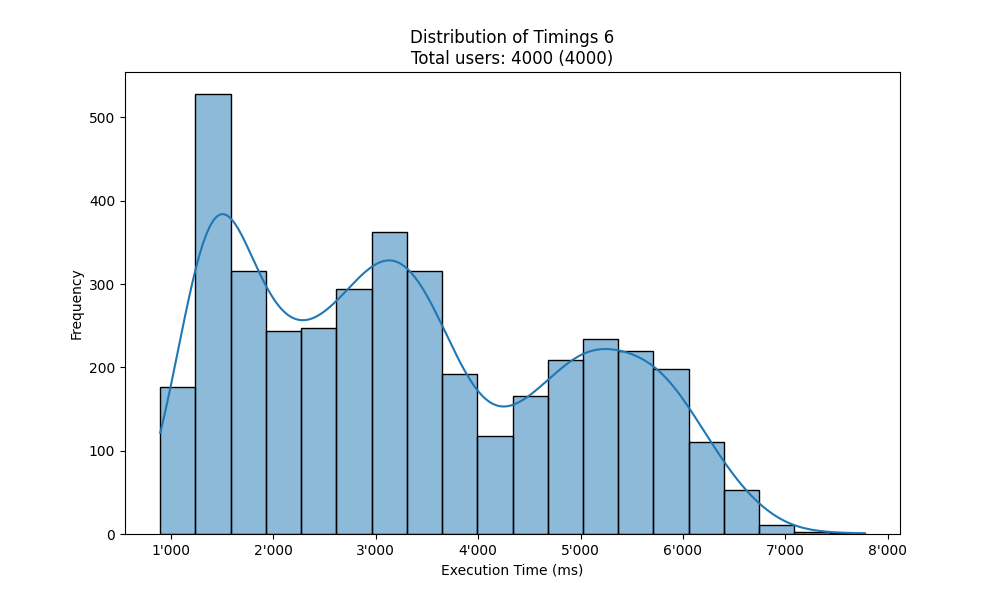 Distribution of Timings 6
Total users: 4000 (4000)
Frequency
500
400
300
200
100
0
1'000 2'000 3'000 4'000 5'000 6'000 7'000 8'000
Execution Time (ms)